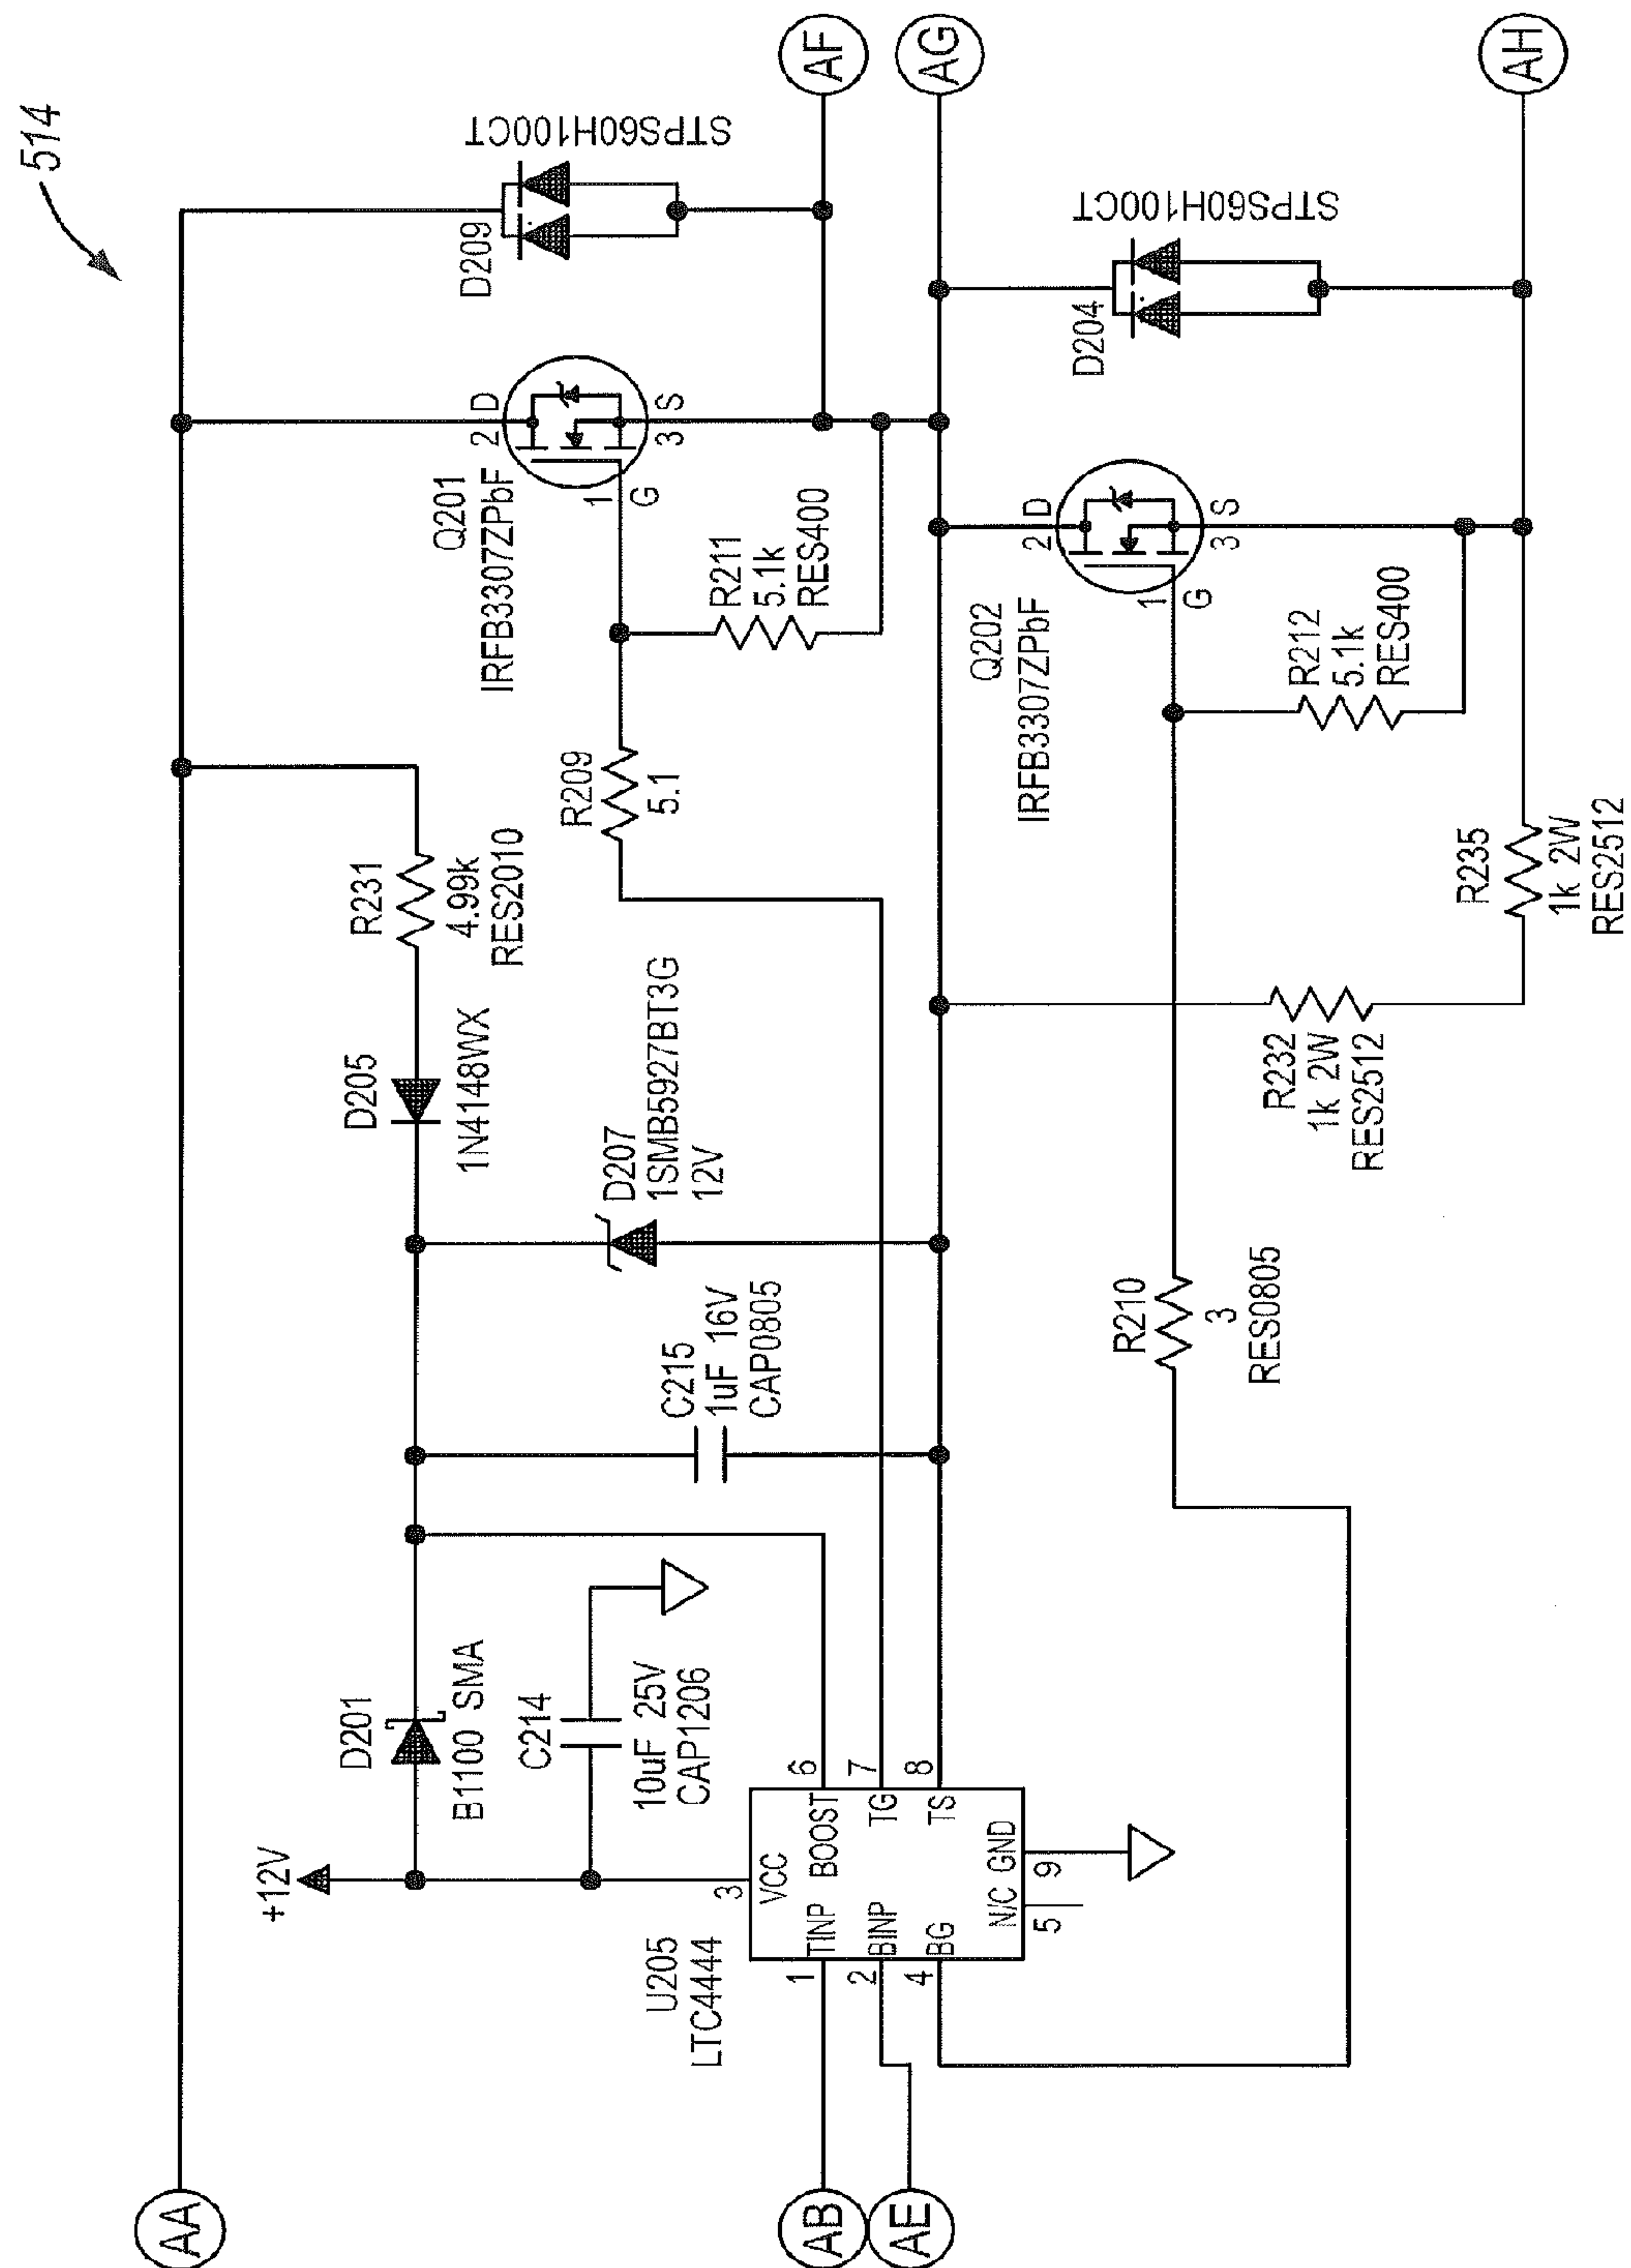 514
AA
AF
AG
AH
AB
AE
+12V
D201
B1100 SMA
C214
10uF 25V
CAP1206
U205
LTC4444
3
VCC
1
TINP
2
BINP
4
BG
BOOST
6
TG
7
TS
8
N/C
5
GND
9
C215
1uF 16V
CAP0805
D207
1SMB5927BT3G
12V
D205
1N4148WX
R231
4.99k
RES2010
R209
5.1
R211
5.1k
RES400
Q201
IRFB3307ZPbF
2
D
1
G
3
S
D209
STPS60H100CT
R210
3
RES0805
R232
1k 2W
RES2512
R235
1k 2W
RES2512
R212
5.1k
RES400
Q202
IRFB3307ZPbF
2
D
1
G
3
S
D204
STPS60H100CT